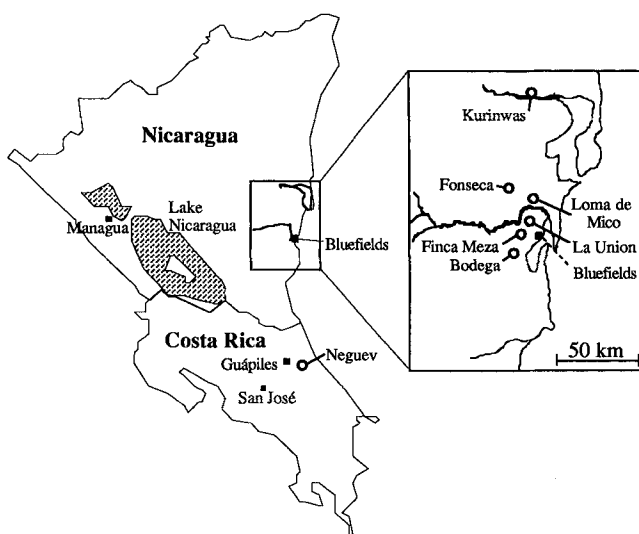 Nicaragua
Lake
Nicaragua
Managua
Bluefields
Costa Rica
Guápiles
Neguev
San José
Kurinwas
Fonseca
Loma de
Mico
Finca Meza
La Union
Bodega
Bluefields
50 km